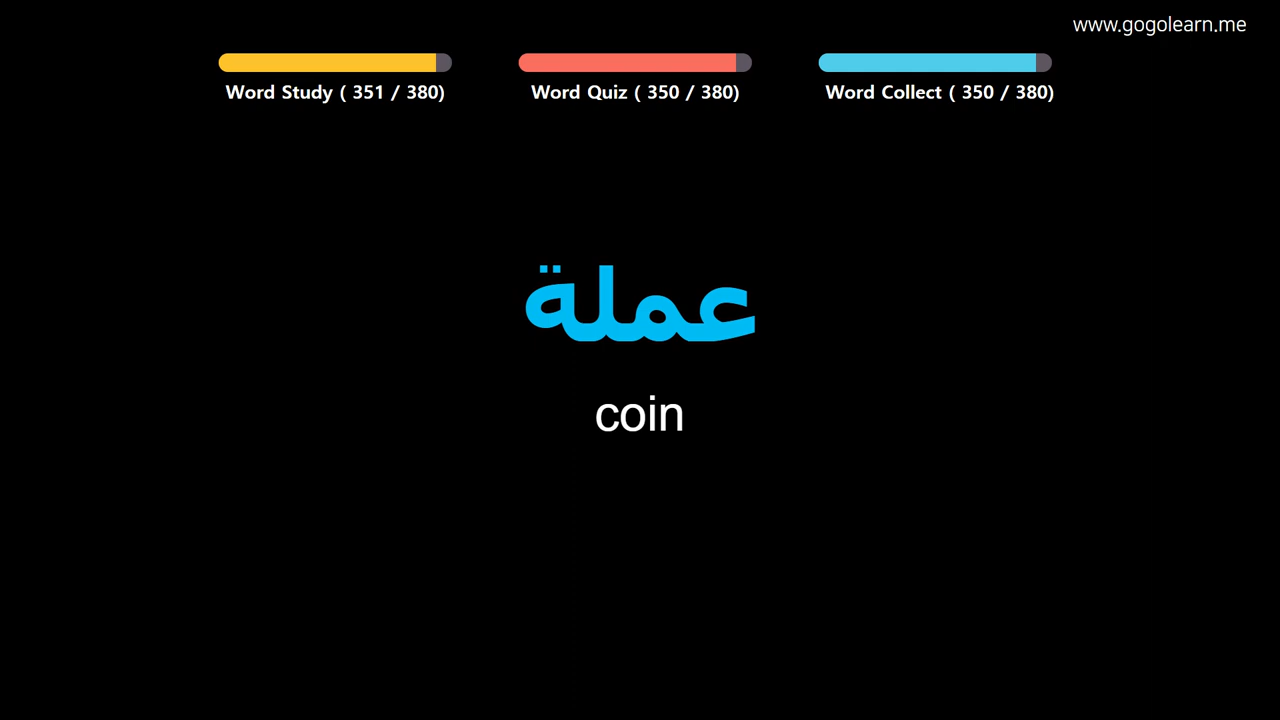 www.gogolearn.me
Word Study ( 351 / 380)
Word Quiz ( 350 / 380)
Word Collect ( 350 / 380)
عملة
coin